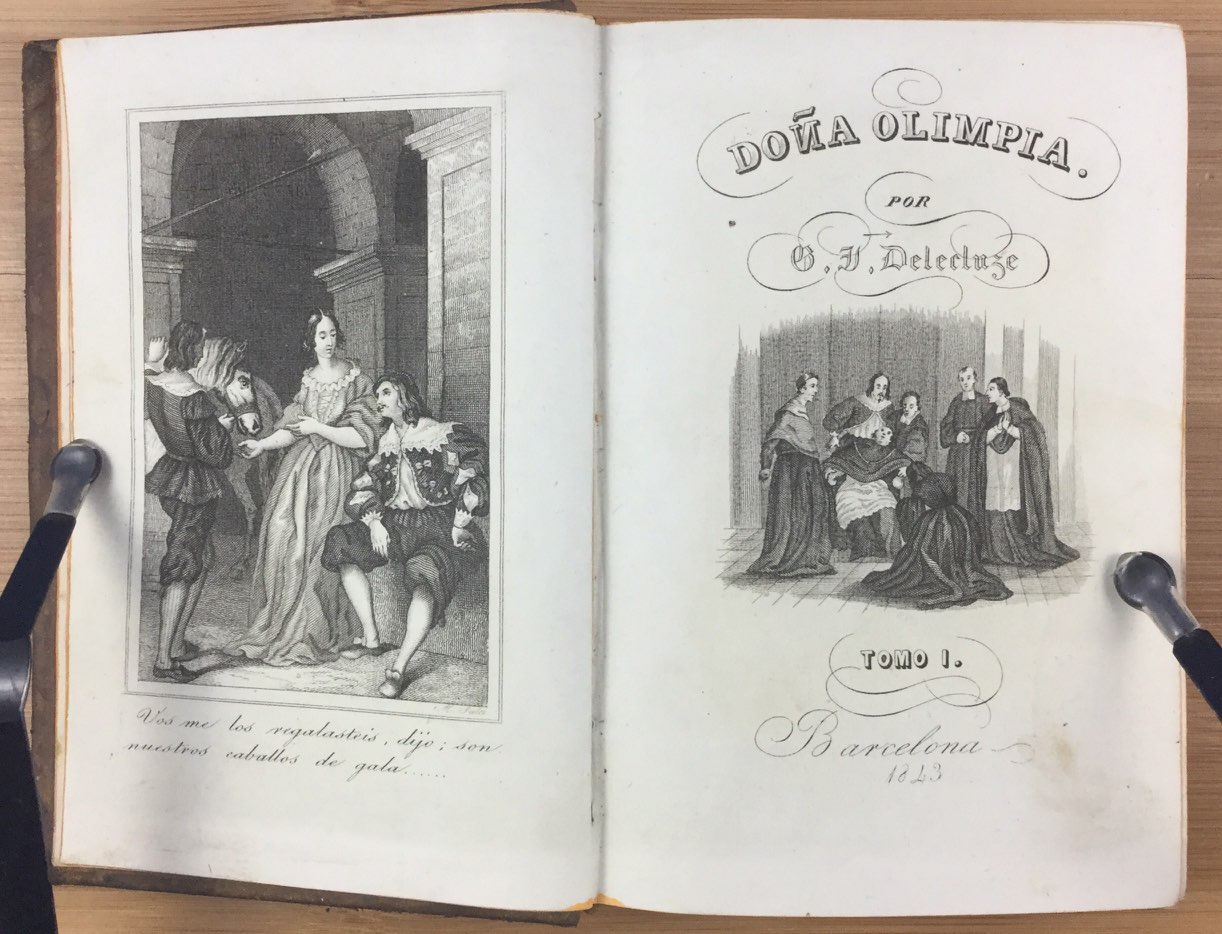 Vos me los regalasteis, dijo; son
nuestros caballos de gala......
DOÑA OLIMPIA.
POR
G. F. Delecluze
TOMO I.
Barcelona
1843